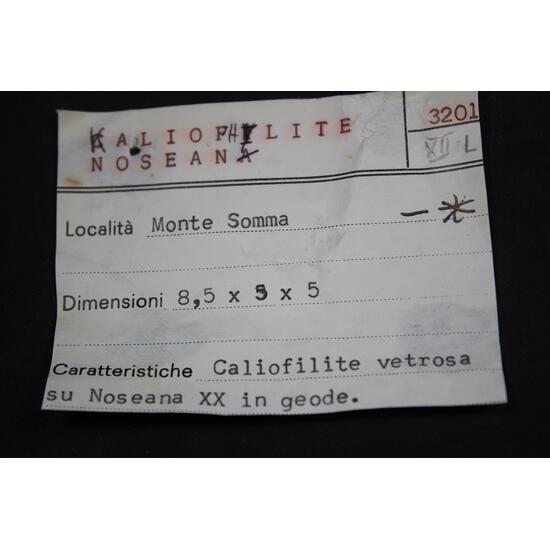 KALIOPHILITE
NOSEANA
3201
XII L
Località Monte Somma
Dimensioni 8,5 x 5 x 5
Caratteristiche Caliofilite vetrosa
su Noseana XX in geode.